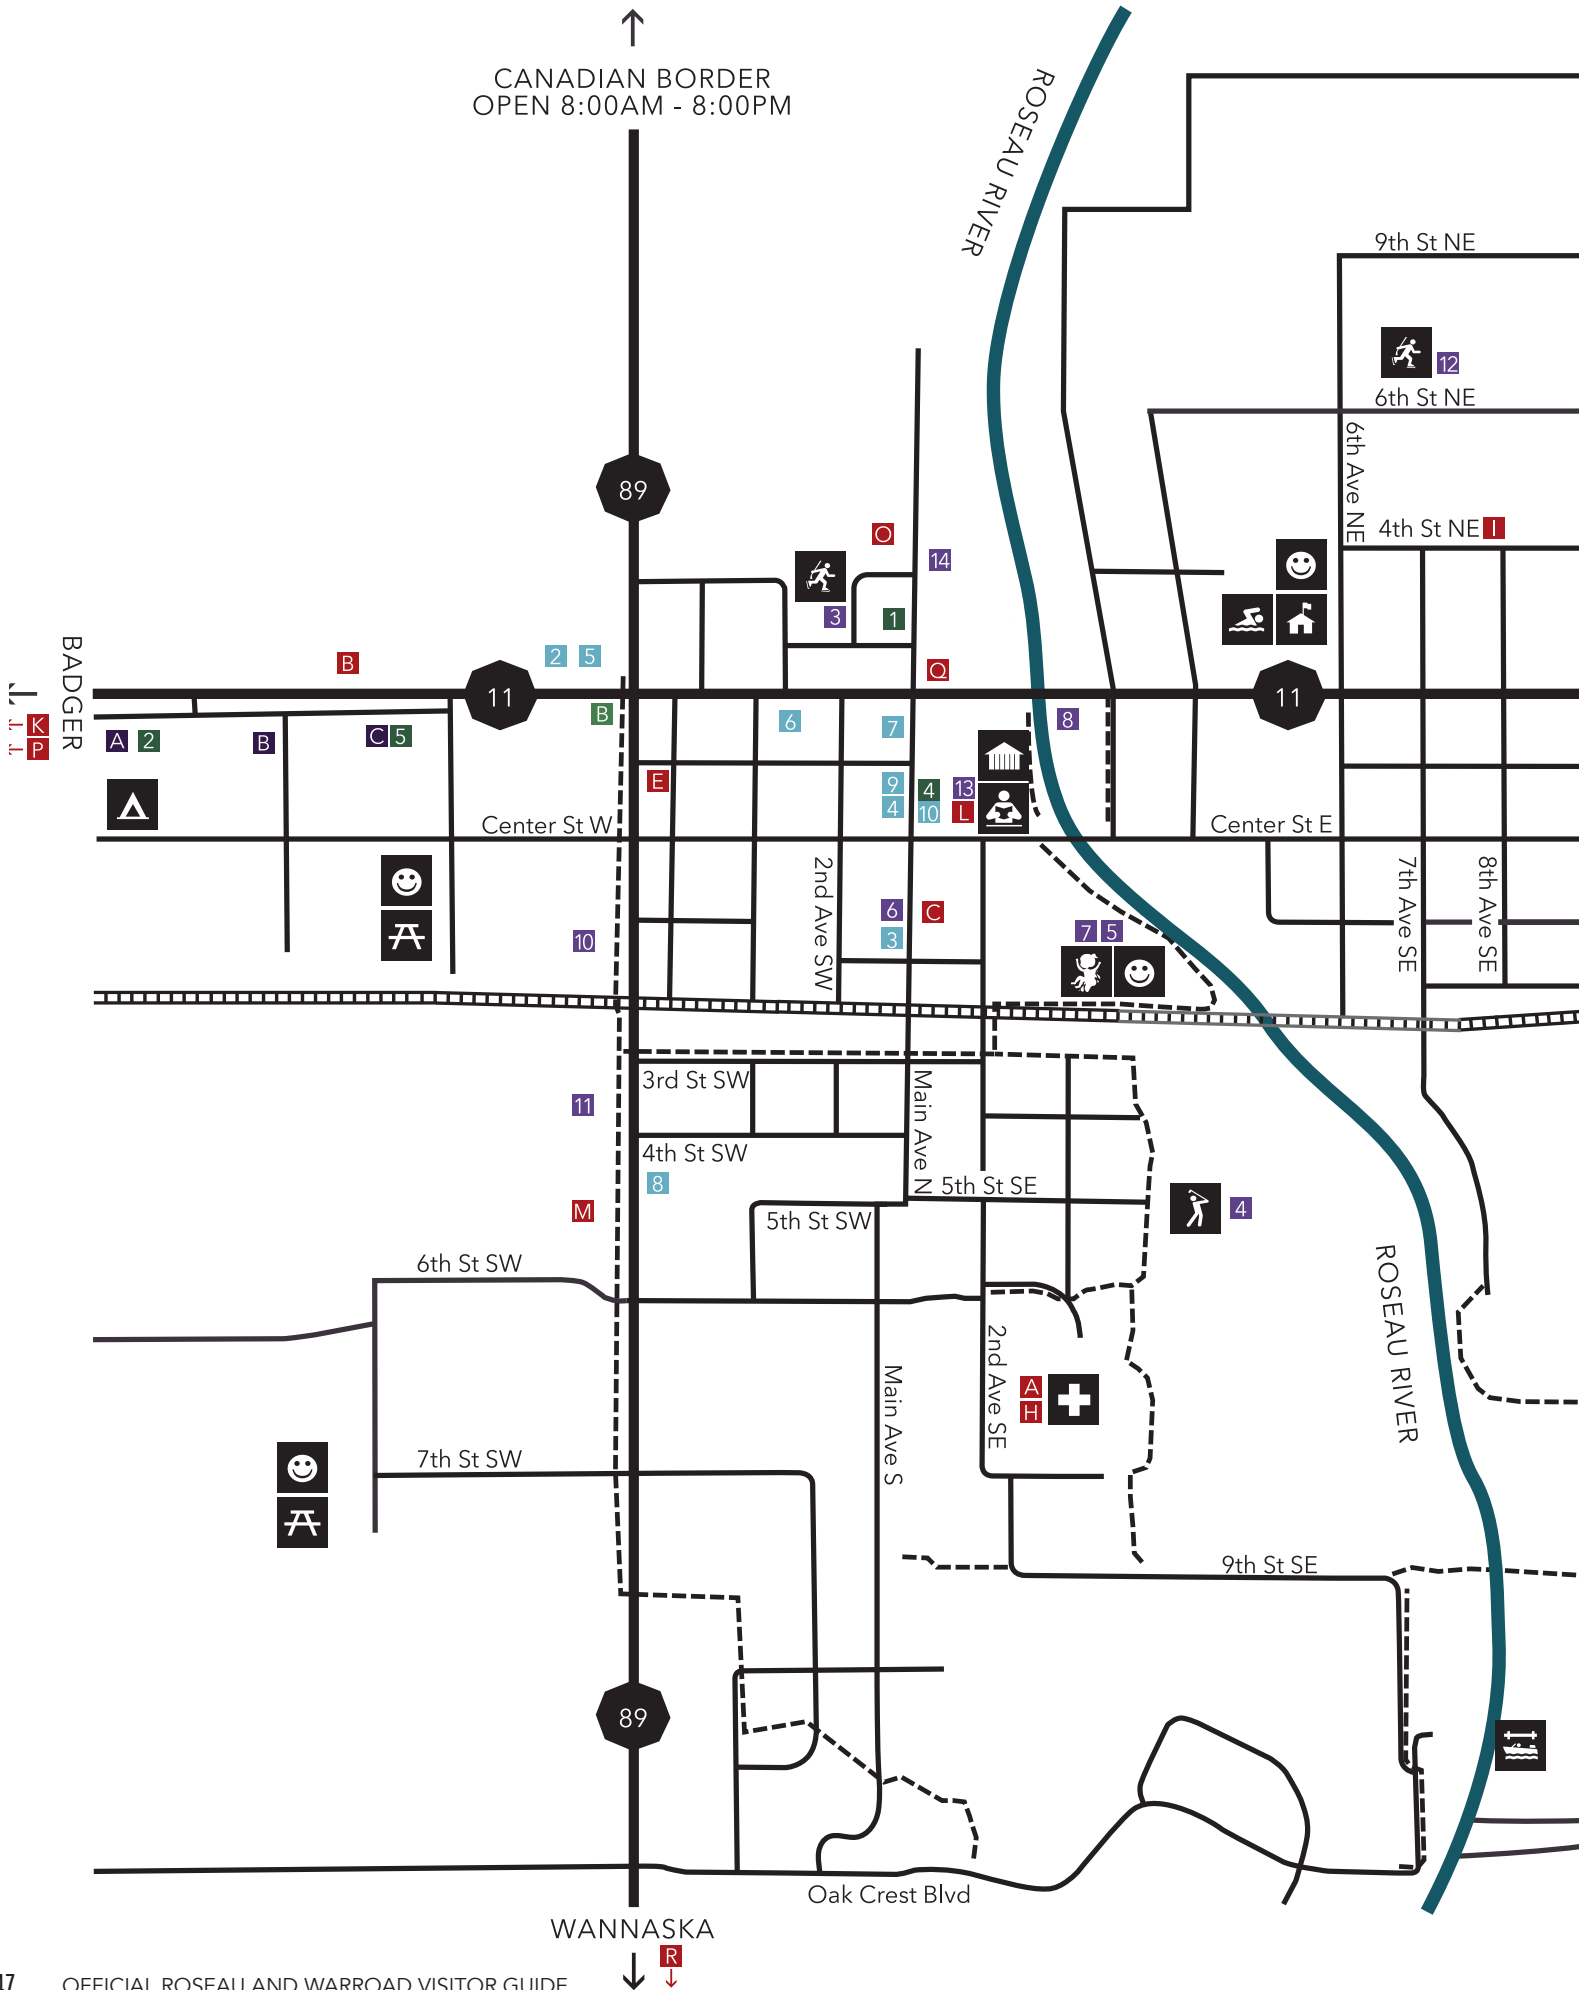 CANADIAN BORDER
OPEN 8:00AM - 8:00PM
ROSEAU RIVER
9th St NE
12
6th St NE
6th Ave NE
89
4th St NE I
O
14
3
1
BADGER
B
2 5
Q
11
11
K
P
A 2
B
C 5
B
6
7
8
E
9
4
4
10
13
L
Center St W
Center St E
2nd Ave SW
7th Ave SE
8th Ave SE
6
C
3
7 5
10
3rd St SW
Main Ave N
11
4th St SW
8
M
5th St SE
5th St SW
4
6th St SW
ROSEAU RIVER
2nd Ave SE
Main Ave S
A
H
7th St SW
9th St SE
89
Oak Crest Blvd
WANNASKA
R
17 OFFICIAL ROSEAU AND WARROAD VISITOR GUIDE